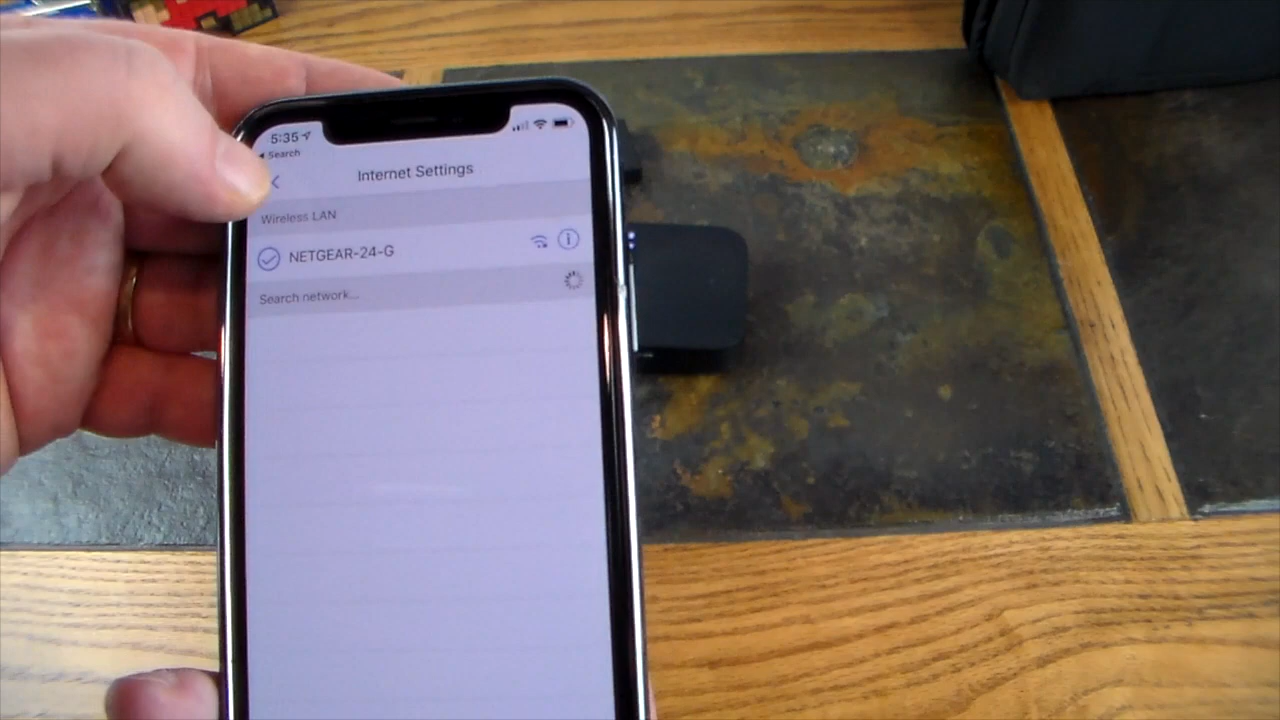 5:35
Search
Internet Settings
Wireless LAN
NETGEAR-24-G
Search network...